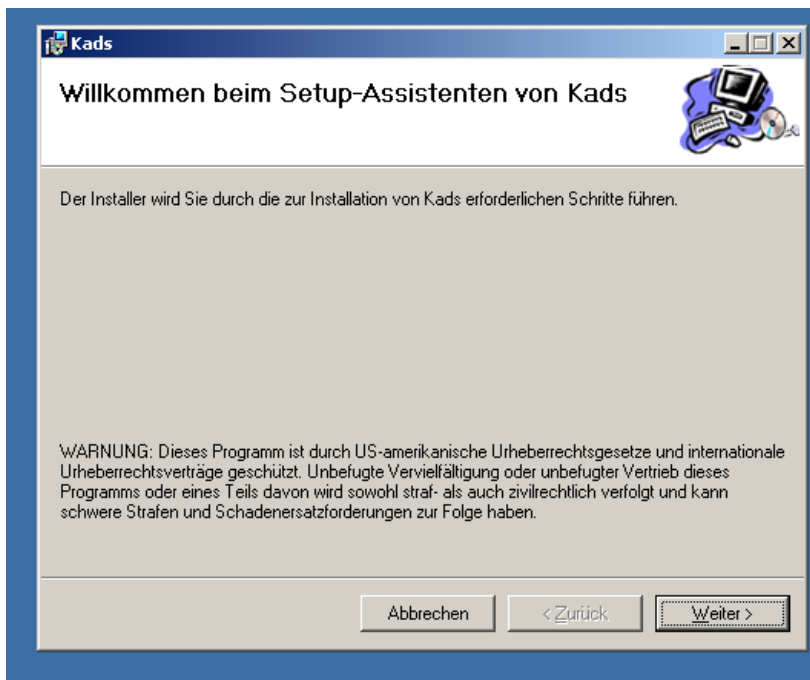 Kads
Willkommen beim Setup-Assistenten von Kads
Der Installer wird Sie durch die zur Installation von Kads erforderlichen Schritte führen.
WARNUNG: Dieses Programm ist durch US-amerikanische Urheberrechtsgesetze und internationale
Urheberrechtsverträge geschützt. Unbefugte Vervielfältigung oder unbefugter Vertrieb dieses
Programms oder eines Teils davon wird sowohl straf- als auch zivilrechtlich verfolgt und kann
schwere Strafen und Schadenersatzforderungen zur Folge haben.
Abbrechen < Zurück Weiter >